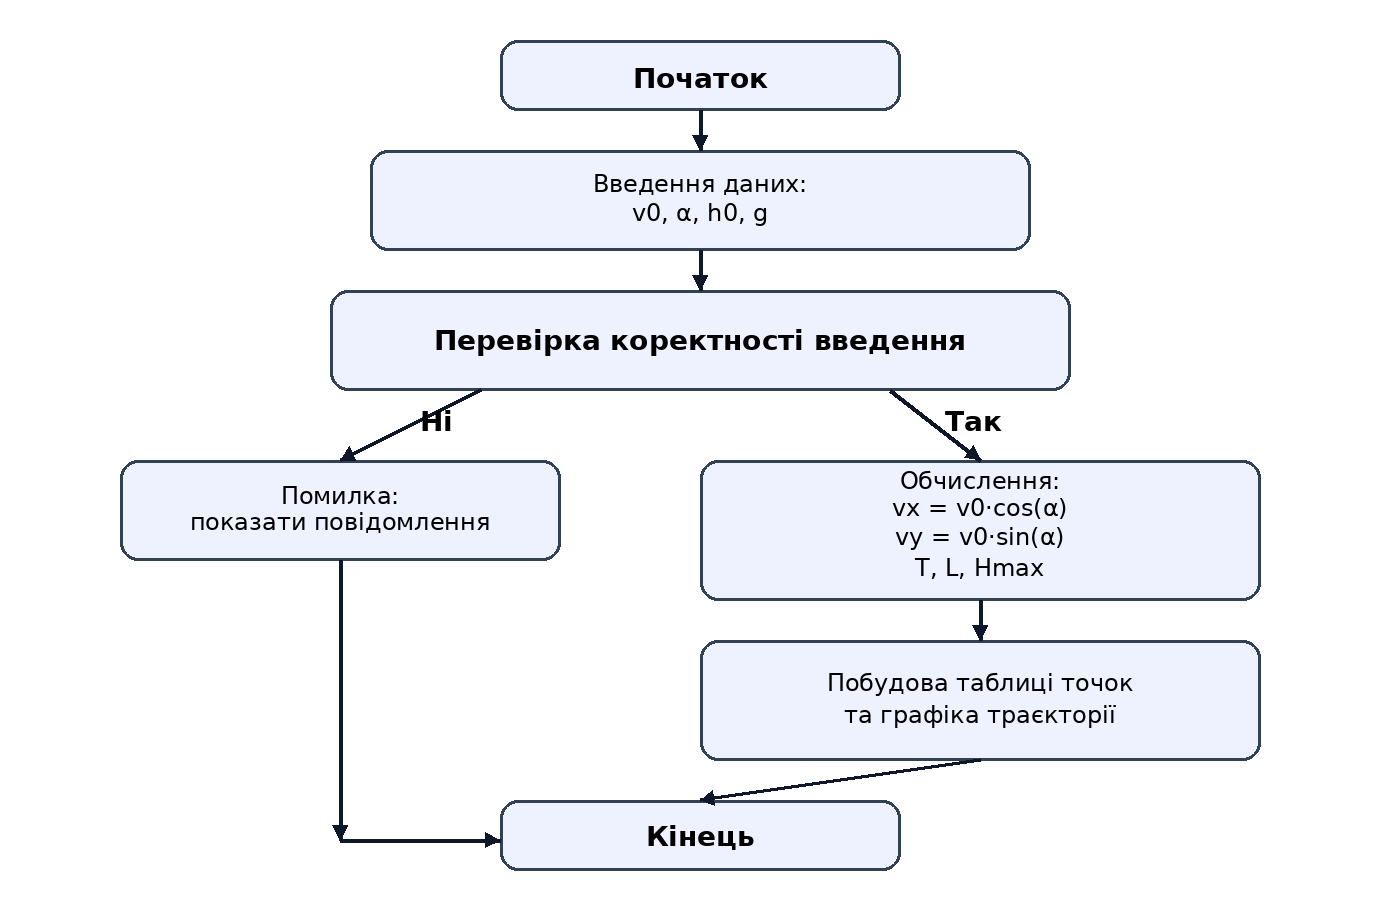 Початок
Введення даних:
v0, α, h0, g
Перевірка коректності введення
Ні
Так
Помилка:
показати повідомлення
Обчислення:
vx = v0·cos(α)
vy = v0·sin(α)
T, L, Hmax
Побудова таблиці точок
та графіка траєкторії
Кінець